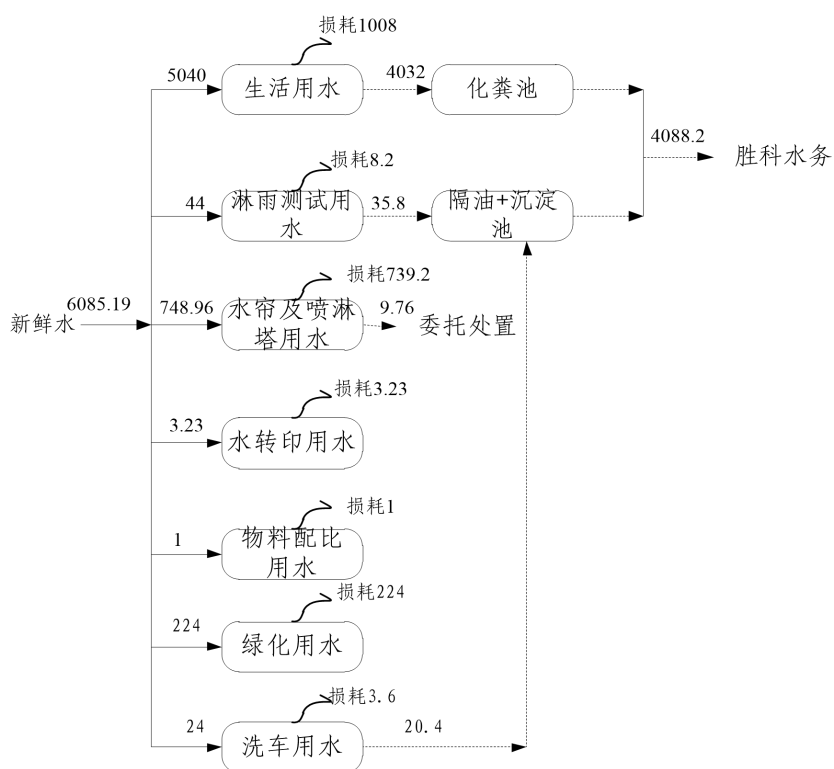 损耗1008
5040
生活用水
4032
化粪池
4088.2
胜科水务
损耗8.2
44
淋雨测试用
水
35.8
隔油+沉淀
池
损耗739.2
新鲜水
6085.19
748.96
水帘及喷淋
塔用水
9.76
委托处置
损耗3.23
3.23
水转印用水
损耗1
1
物料配比
用水
损耗224
224
绿化用水
损耗3.6
24
洗车用水
20.4